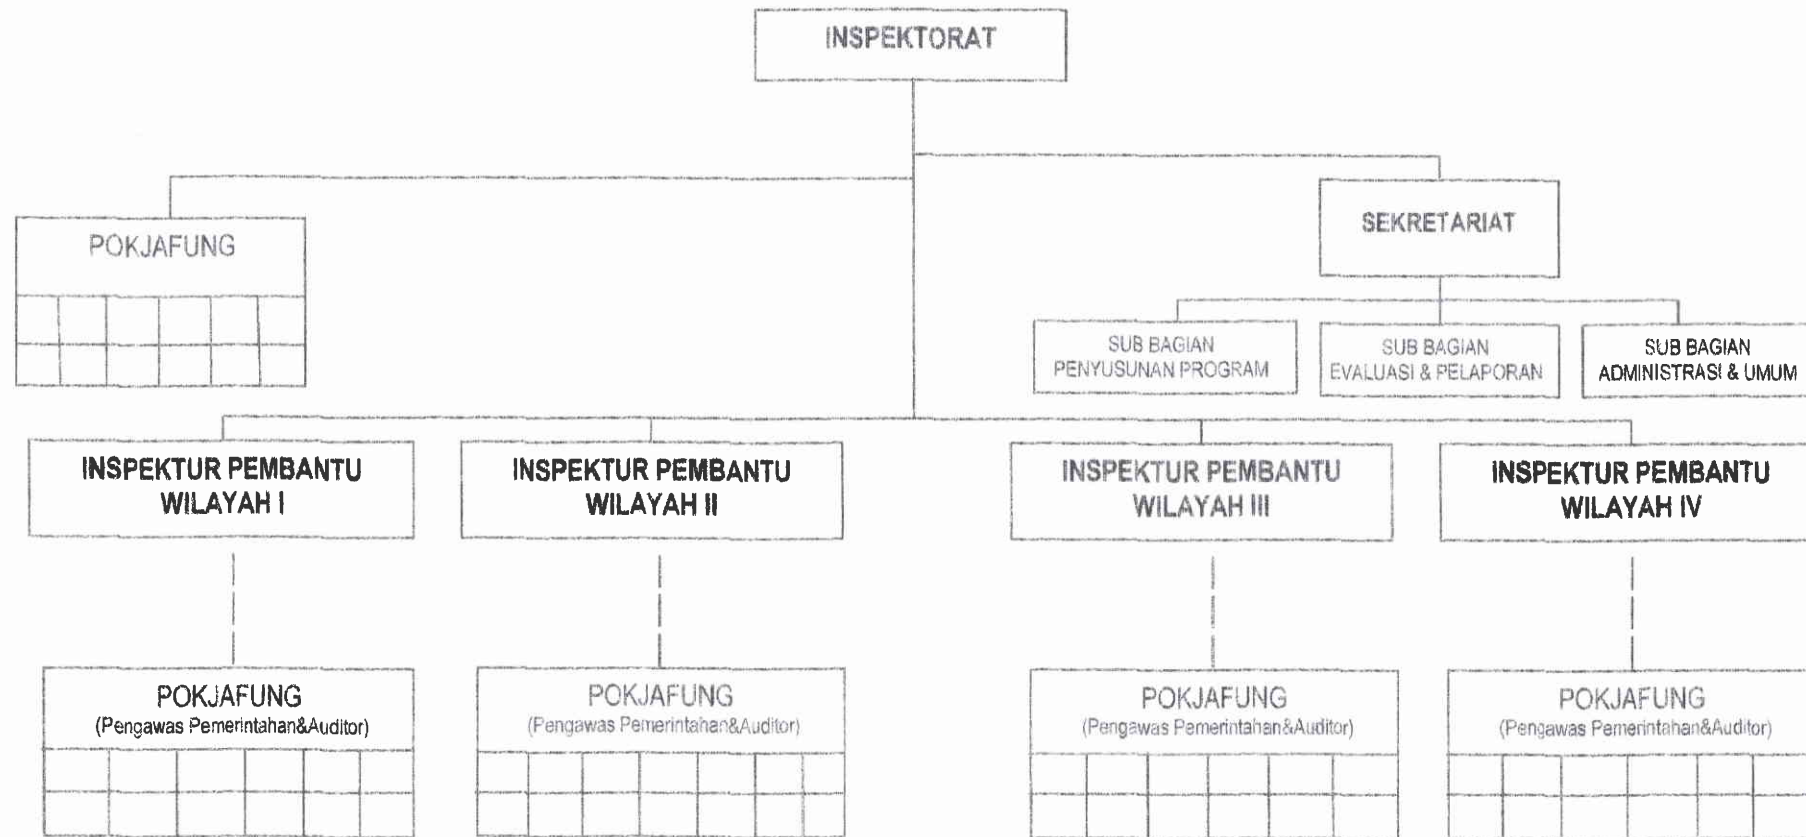 INSPEKTORAT
POKJAFUNG
SEKRETARIAT
SUB BAGIAN
PENYUSUNAN PROGRAM
SUB BAGIAN
EVALUASI & PELAPORAN
SUB BAGIAN
ADMINISTRASI & UMUM
INSPEKTUR PEMBANTU
WILAYAH I
INSPEKTUR PEMBANTU
WILAYAH II
INSPEKTUR PEMBANTU
WILAYAH III
INSPEKTUR PEMBANTU
WILAYAH IV
POKJAFUNG
(Pengawas Pemerintahan&Auditor)
POKJAFUNG
(Pengawas Pemerintahan&Auditor)
POKJAFUNG
(Pengawas Pemerintahan&Auditor)
POKJAFUNG
(Pengawas Pemerintahan&Auditor)